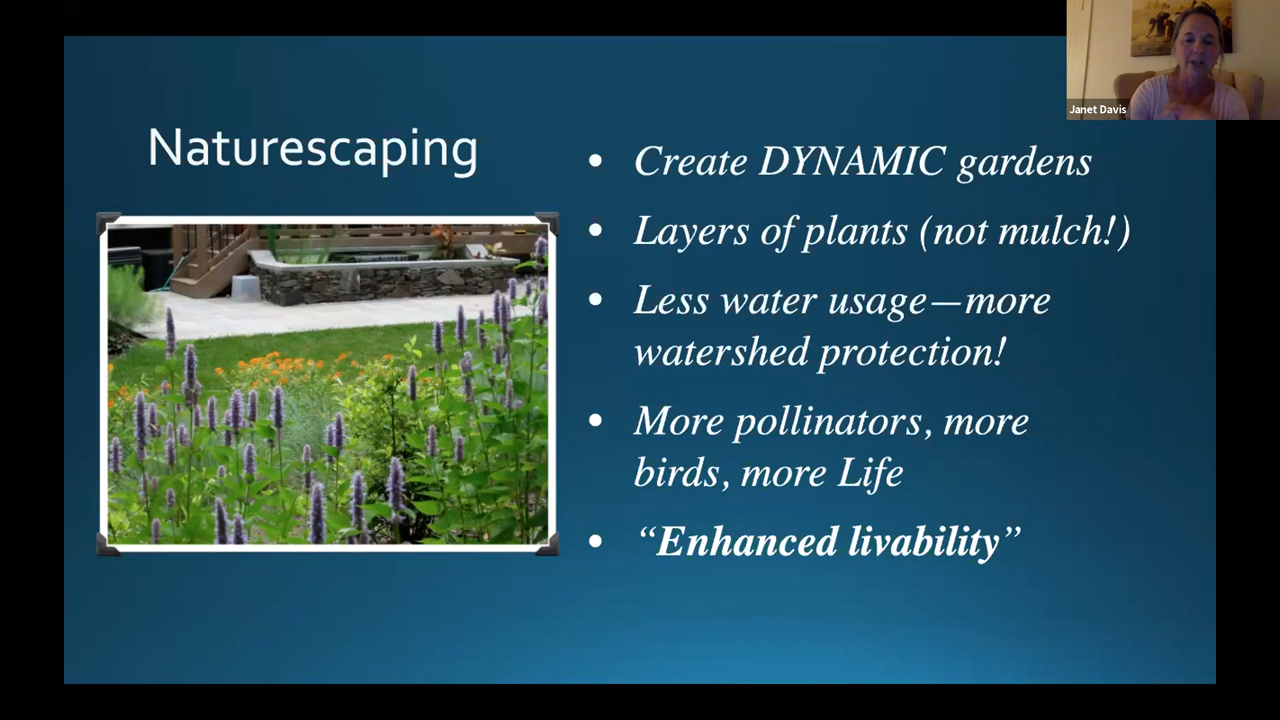 Janet Davis
Naturescaping
• Create DYNAMIC gardens
• Layers of plants (not mulch!)
• Less water usage—more
watershed protection!
• More pollinators, more
birds, more Life
• “Enhanced livability”